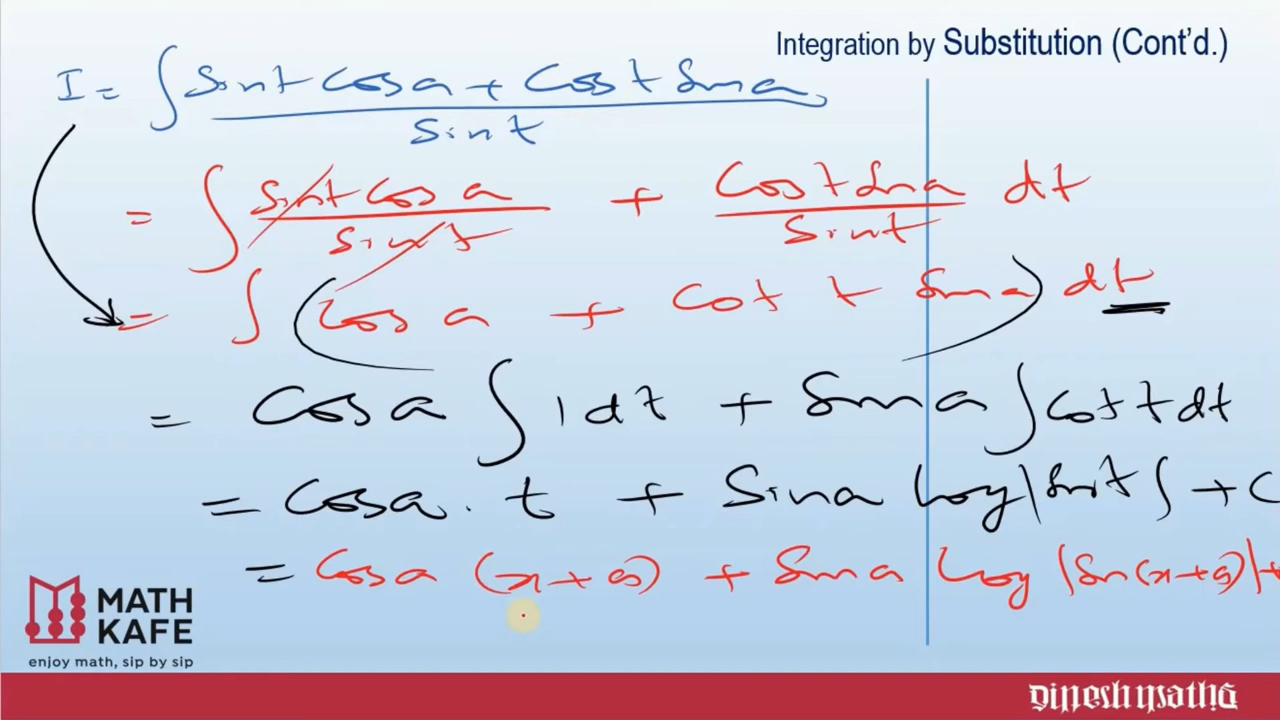 Integration by Substitution (Cont'd.)
I = ∫ sin t cos a + cos t sin a / sin t
= ∫ sin t cos a / sin t + cos t sin a / sin t dt
= ∫ (cos a + cot t sin a) dt
= cos a ∫ 1 dt + sin a ∫ cot t dt
= cos a . t + sin a log |sin t| + C
= cos a (x + a) + sin a log |sin (x + a)| +
MATH
KAFE
enjoy math, sip by sip
Dinesh Maths